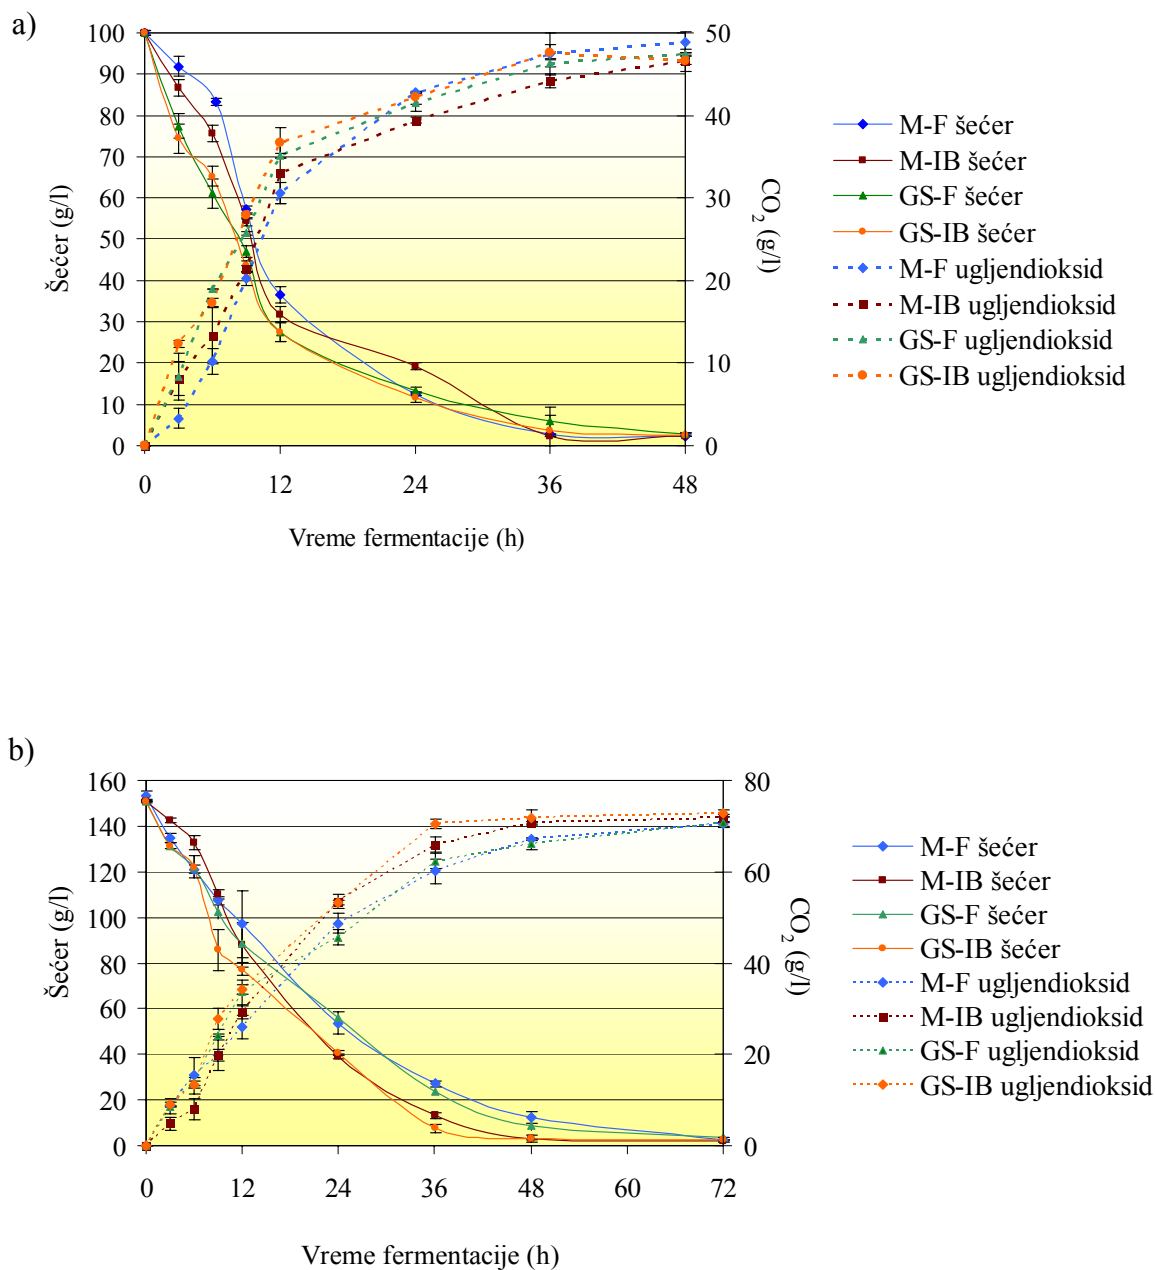 a)
100
90
80
70
60
50
40
30
20
10
0
Šećer (g/l)
50
40
30
20
10
0
CO2 (g/l)
0 12 24 36 48
Vreme fermentacije (h)
M-F šećer
M-IB šećer
GS-F šećer
GS-IB šećer
M-F ugljendioksid
M-IB ugljendioksid
GS-F ugljendioksid
GS-IB ugljendioksid
b)
160
140
120
100
80
60
40
20
0
Šećer (g/l)
80
60
40
20
0
CO2 (g/l)
0 12 24 36 48 60 72
Vreme fermentacije (h)
M-F šećer
M-IB šećer
GS-F šećer
GS-IB šećer
M-F ugljendioksid
M-IB ugljendioksid
GS-F ugljendioksid
GS-IB ugljendioksid